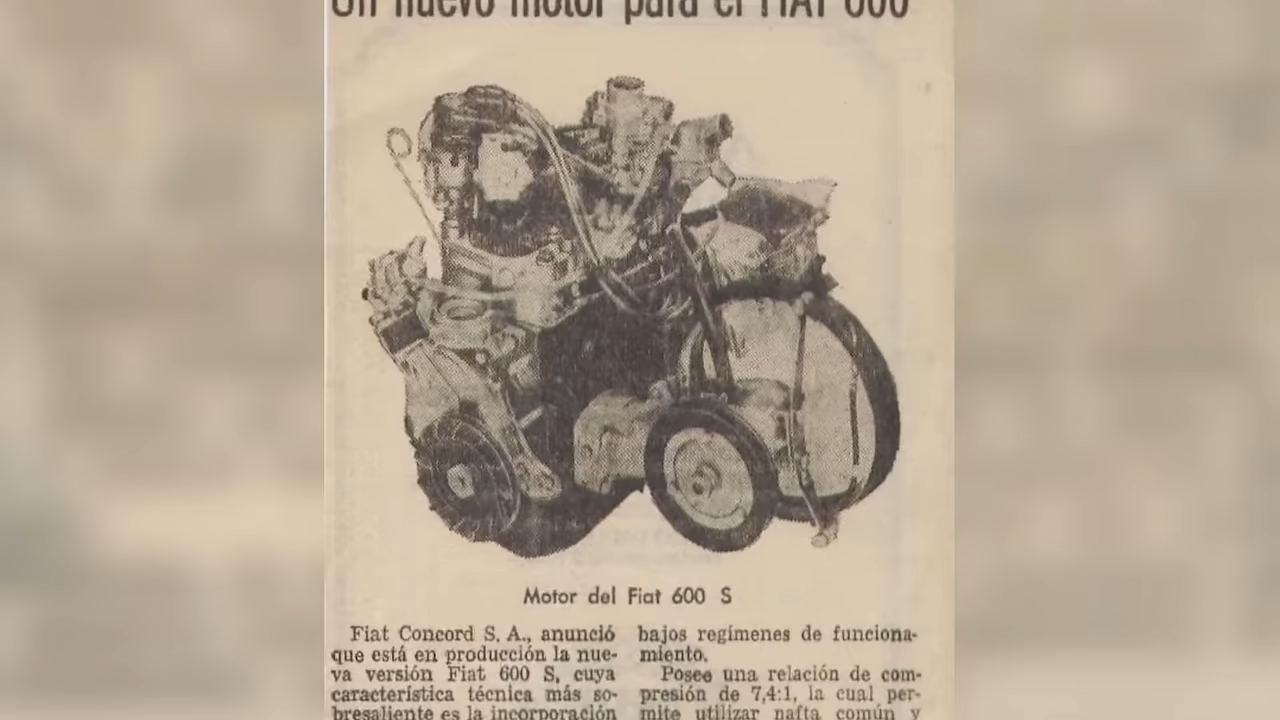 Un nuevo motor para el FIAT 600
Motor del Fiat 600 S
Fiat Concord S. A., anunció
que está en producción la nue-
va versión Fiat 600 S, cuya
característica técnica más so-
bresaliente es la incorporación
bajos regímenes de funciona-
miento.
Posee una relación de com-
presión de 7,4:1, la cual per-
mite utilizar nafta común y